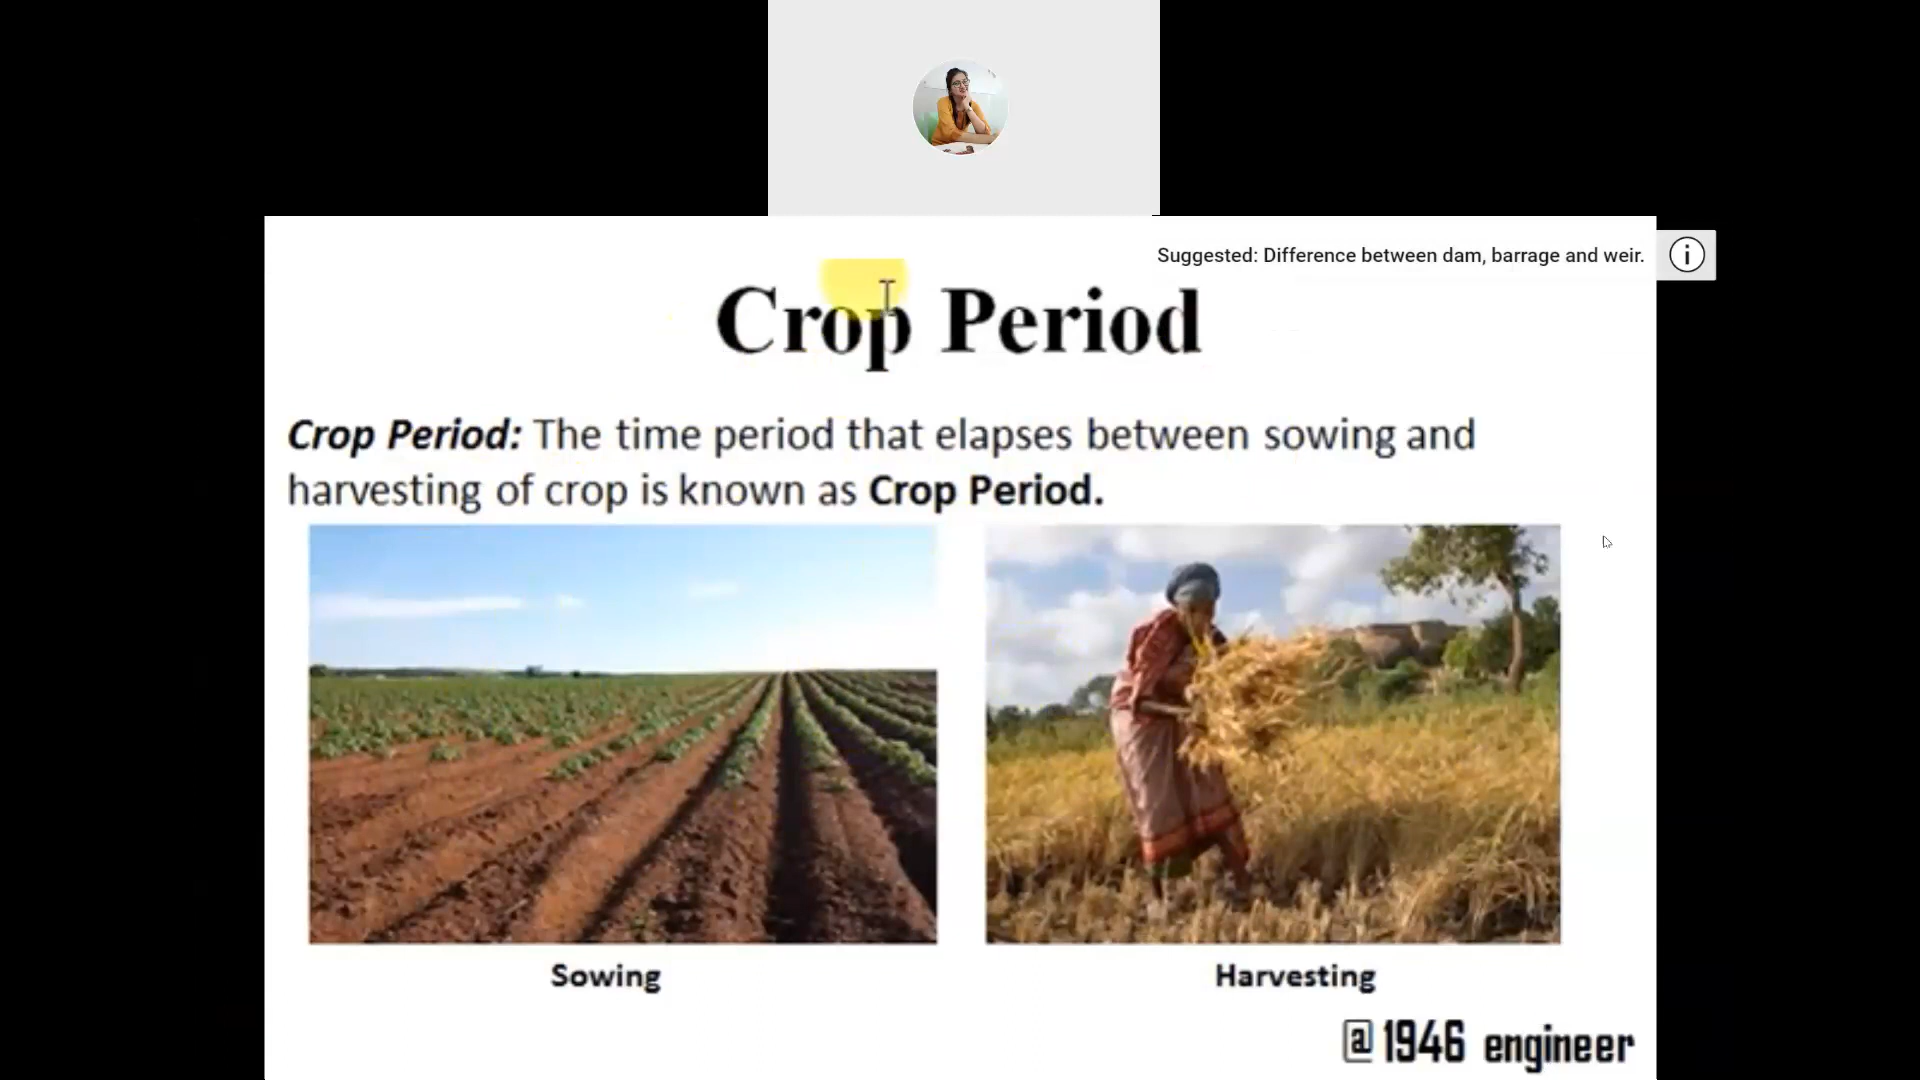 Suggested: Difference between dam, barrage and weir.
Crop Period
Crop Period: The time period that elapses between sowing and
harvesting of crop is known as Crop Period.
Sowing
Harvesting
@ 1946 engineer